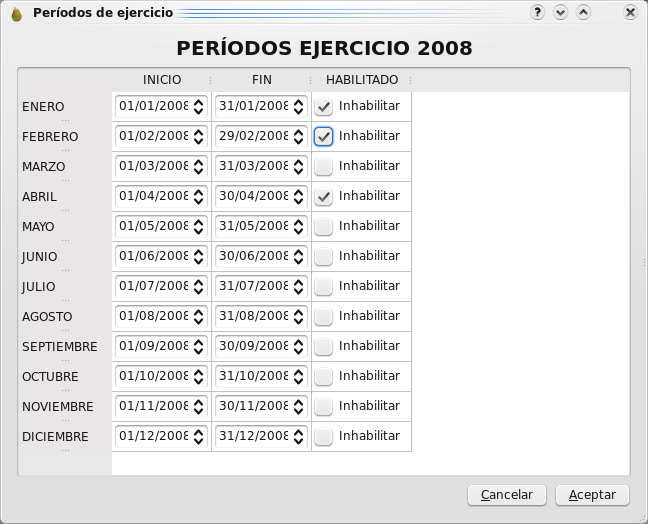 Períodos de ejercicio
PERÍODOS EJERCICIO 2008
INICIO FIN HABILITADO
ENERO 01/01/2008 31/01/2008 Inhabilitar
FEBRERO 01/02/2008 29/02/2008 Inhabilitar
MARZO 01/03/2008 31/03/2008 Inhabilitar
ABRIL 01/04/2008 30/04/2008 Inhabilitar
MAYO 01/05/2008 31/05/2008 Inhabilitar
JUNIO 01/06/2008 30/06/2008 Inhabilitar
JULIO 01/07/2008 31/07/2008 Inhabilitar
AGOSTO 01/08/2008 31/08/2008 Inhabilitar
SEPTIEMBRE 01/09/2008 30/09/2008 Inhabilitar
OCTUBRE 01/10/2008 31/10/2008 Inhabilitar
NOVIEMBRE 01/11/2008 30/11/2008 Inhabilitar
DICIEMBRE 01/12/2008 31/12/2008 Inhabilitar
Cancelar Aceptar